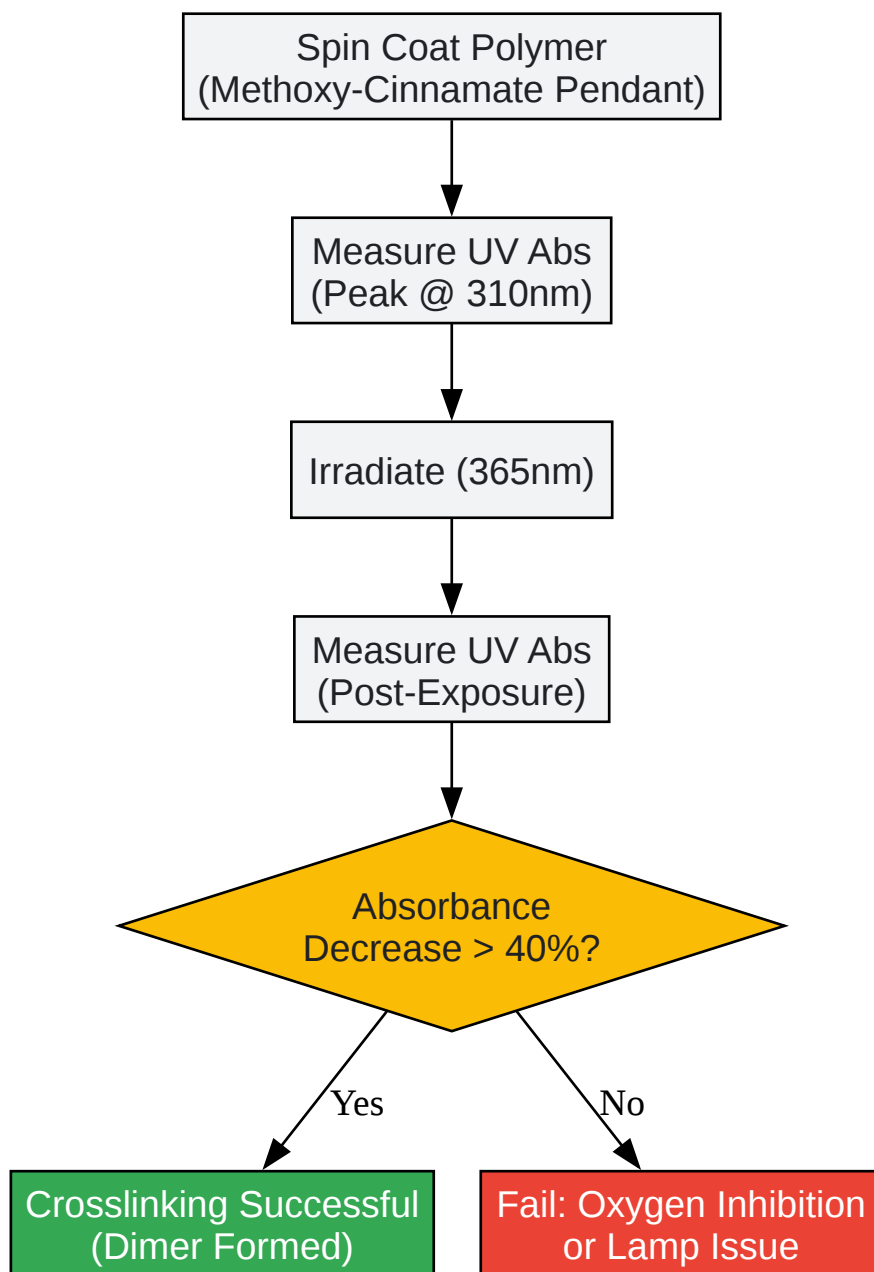 Spin Coat Polymer
(Methoxy-Cinnamate Pendant)
Measure UV Abs
(Peak @ 310nm)
Irradiate (365nm)
Measure UV Abs
(Post-Exposure)
Absorbance
Decrease > 40%?
Yes
No
Crosslinking Successful
(Dimer Formed)
Fail: Oxygen Inhibition
or Lamp Issue